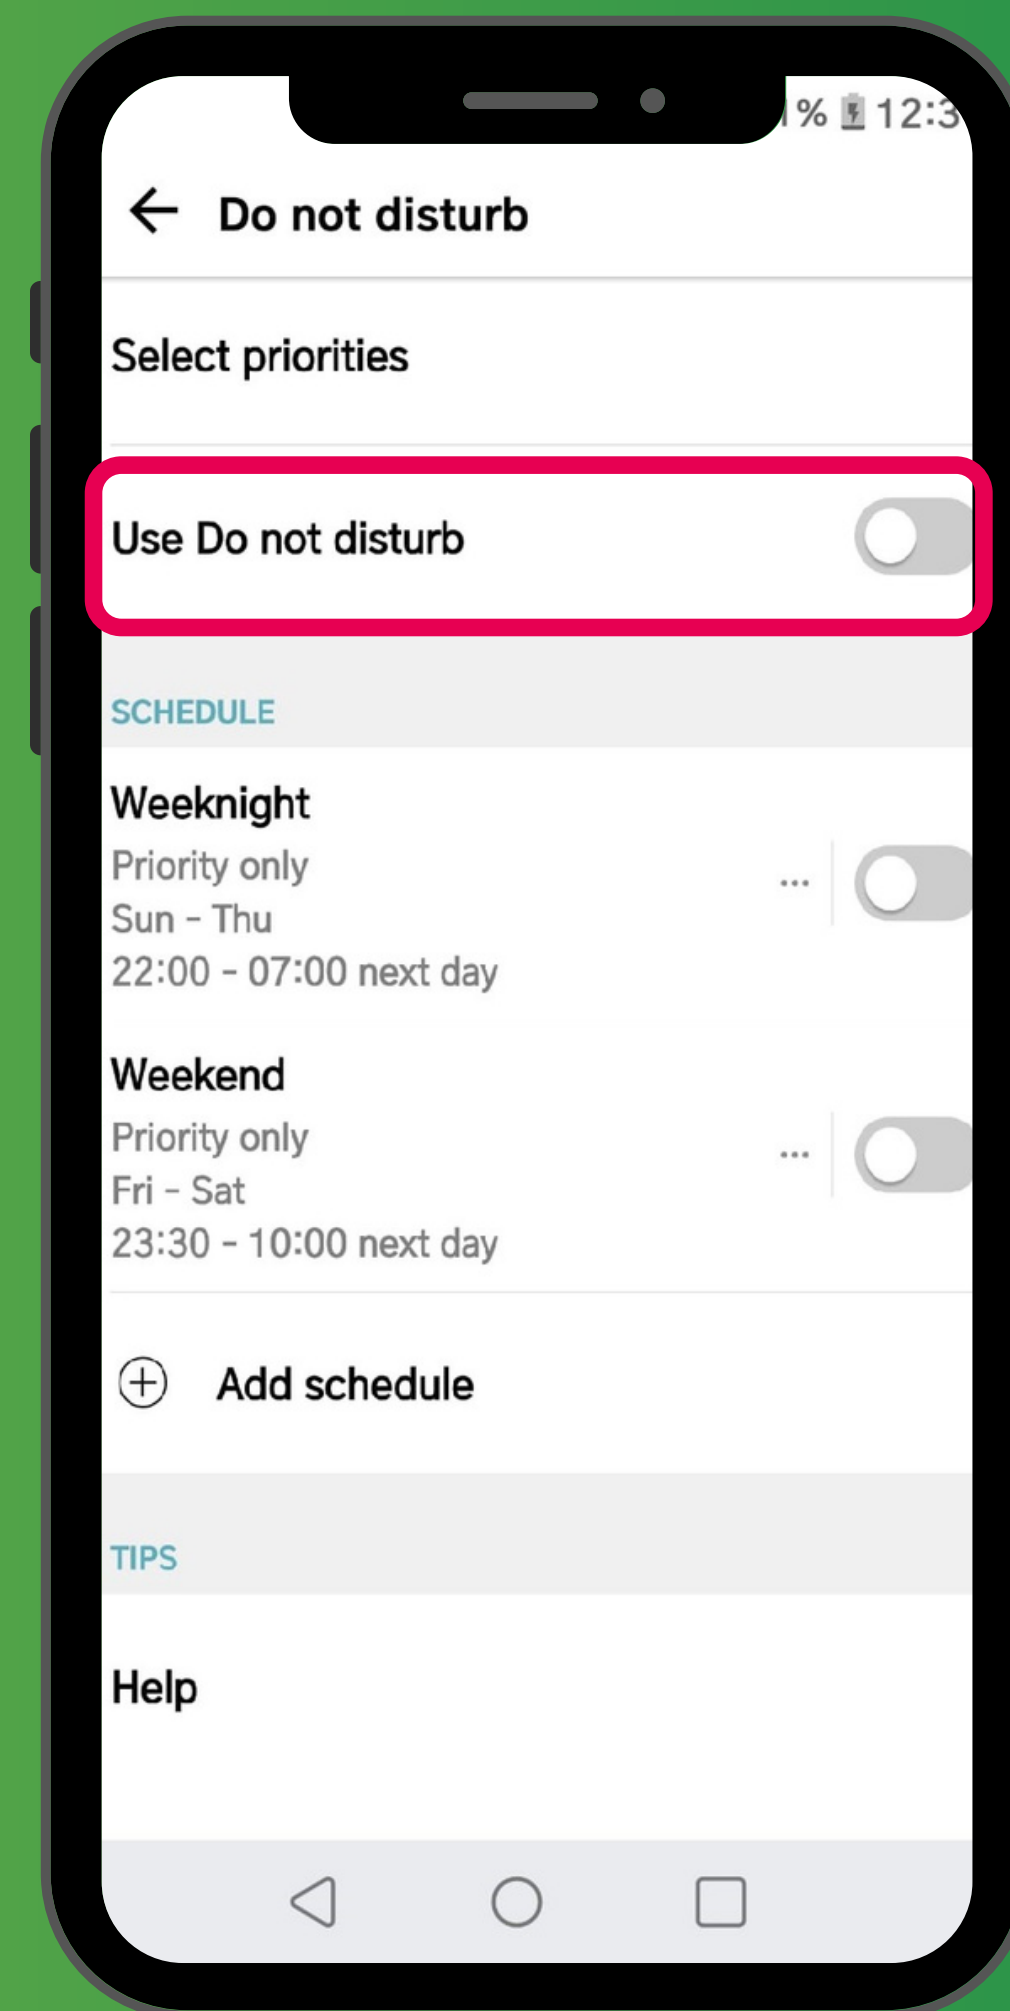 % 12:3
Do not disturb
Select priorities
Use Do not disturb
SCHEDULE
Weeknight
Priority only
Sun - Thu
22:00 - 07:00 next day
Weekend
Priority only
Fri - Sat
23:30 - 10:00 next day
Add schedule
TIPS
Help